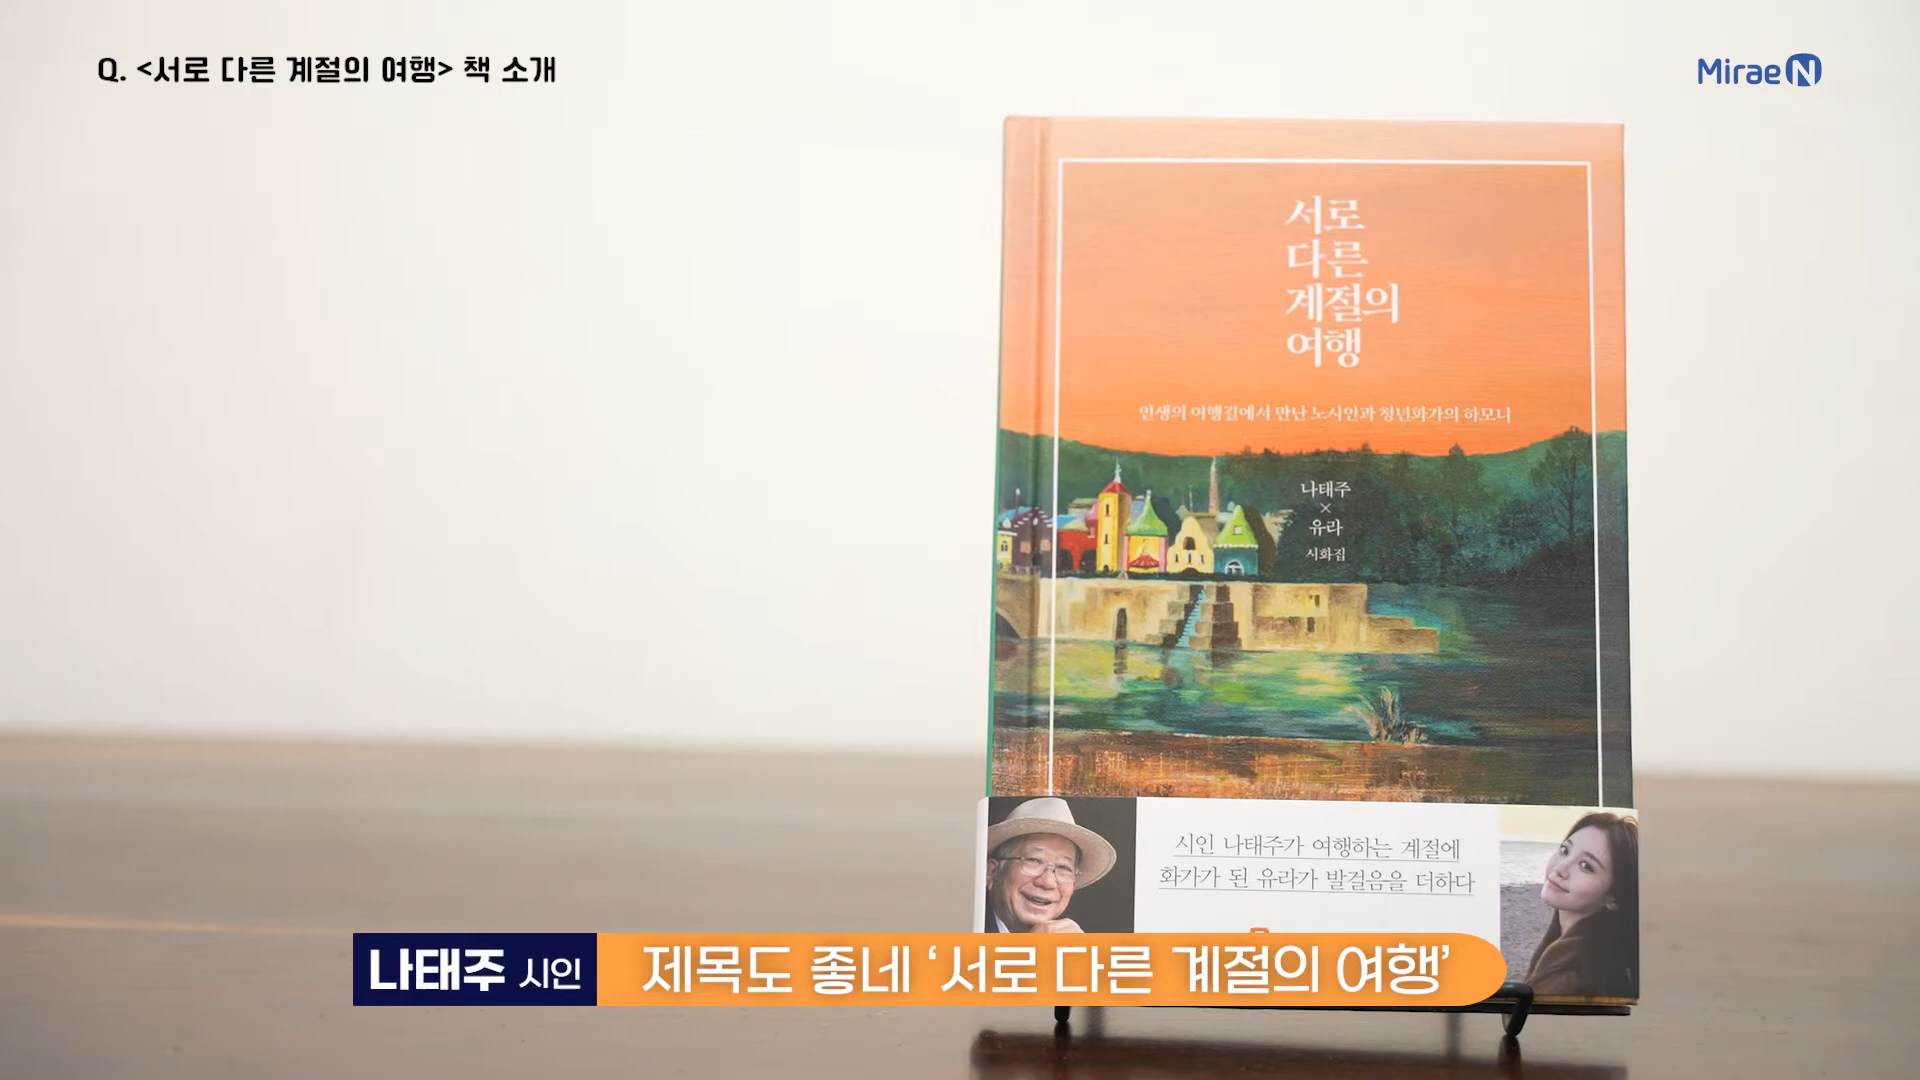 Q. <서로 다른 계절의 여행> 책 소개
Mirae N
서로
다른
계절의
여행
인생의 여행길에서 만난 노시인과 청년화가의 하모니
나태주
×
유라
시화집
시인 나태주가 여행하는 계절에
화가가 된 유라가 발걸음을 더하다
나태주 시인
제목도 좋네 ‘서로 다른 계절의 여행’